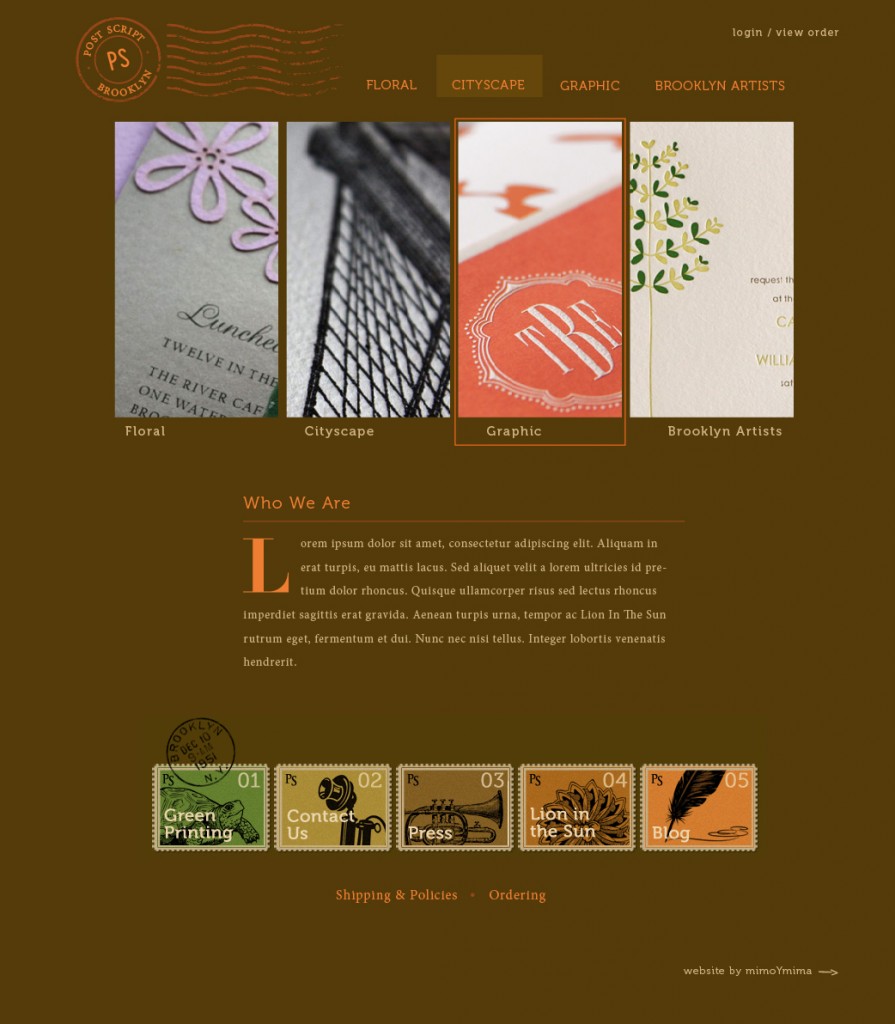 POST SCRIPT
PS
BROOKLYN
login / view order
FLORAL
CITYSCAPE
GRAPHIC
BROOKLYN ARTISTS
Lunche
TWELVE IN THE
THE RIVER CAF
ONE WATER
BROO
TBE
request th
at th
CA
WILLIA
sat
Floral
Cityscape
Graphic
Brooklyn Artists
Who We Are
Lorem ipsum dolor sit amet, consectetur adipiscing elit. Aliquam in
erat turpis, eu mattis lacus. Sed aliquet velit a lorem ultricies id pre-
tium dolor rhoncus. Quisque ullamcorper risus sed lectus rhoncus
imperdiet sagittis erat gravida. Aenean turpis urna, tempor ac Lion In The Sun
rutrum eget, fermentum et dui. Nunc nec nisi tellus. Integer lobortis venenatis
hendrerit.
BROOKLYN
DEC 10
1951
N.Y.
PS 01
Green
Printing
PS 02
Contact
Us
PS 03
Press
PS 04
Lion in
the Sun
PS 05
Blog
Shipping & Policies • Ordering
website by mimoYmima